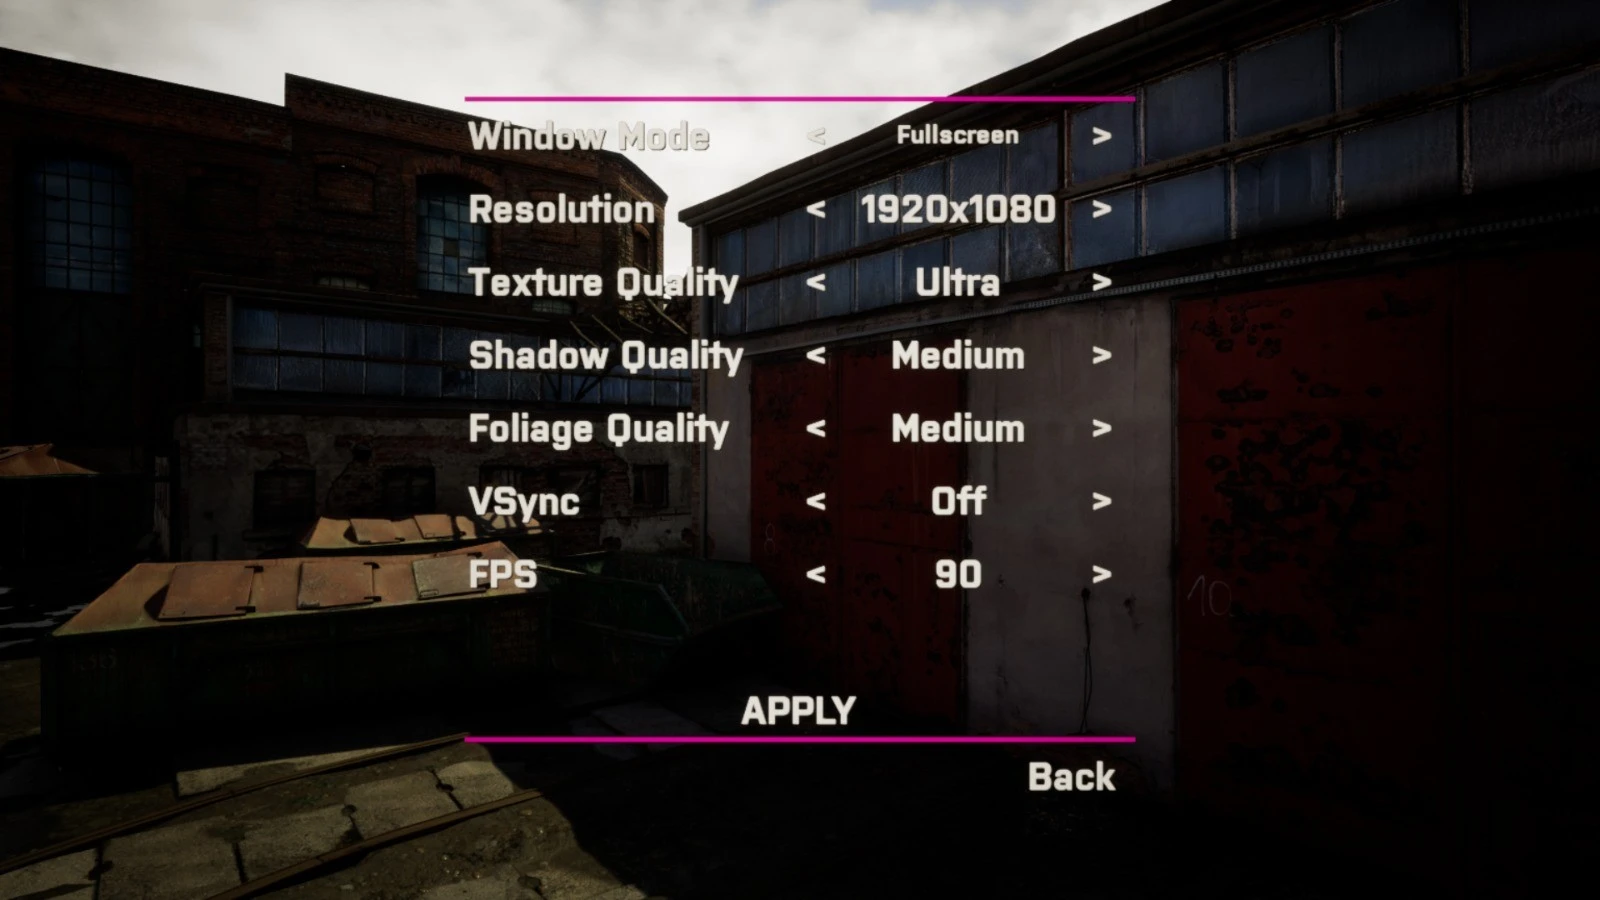 Window Mode < Fullscreen >
Resolution < 1920x1080 >
Texture Quality < Ultra >
Shadow Quality < Medium >
Foliage Quality < Medium >
VSync < Off >
FPS < 90 >
10
APPLY
Back